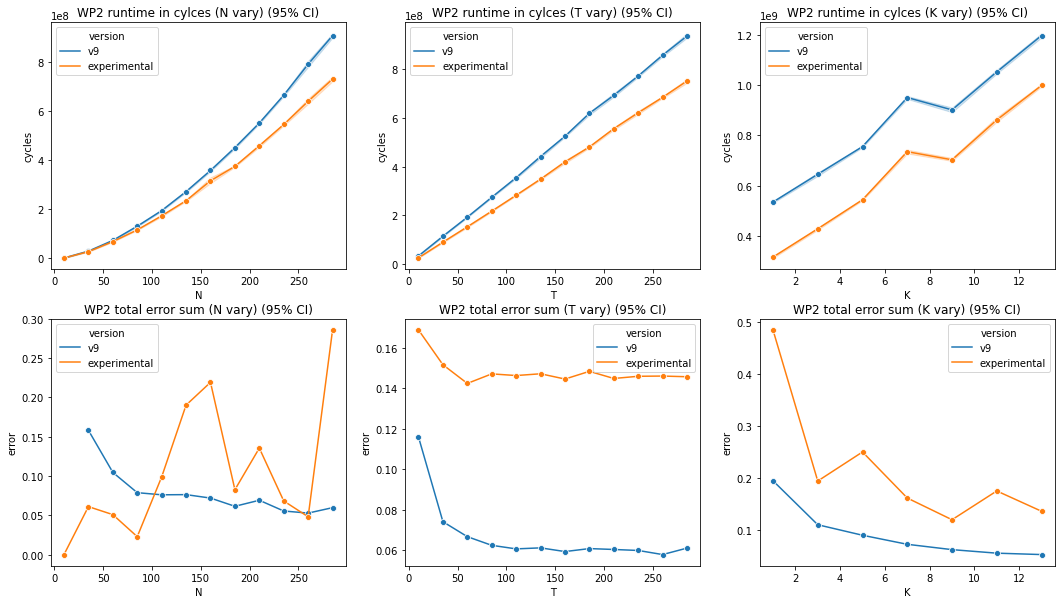 WP2 runtime in cylces (N vary) (95% CI)
1e8
version
v9
experimental
8
6
4
2
0
cycles
0 50 100 150 200 250
N
WP2 runtime in cylces (T vary) (95% CI)
1e8
version
v9
experimental
8
6
4
2
0
cycles
0 50 100 150 200 250
T
WP2 runtime in cylces (K vary) (95% CI)
1e9
version
v9
experimental
1.2
1.0
0.8
0.6
0.4
cycles
2 4 6 8 10 12
K
WP2 total error sum (N vary) (95% CI)
version
v9
experimental
0.30
0.25
0.20
0.15
0.10
0.05
0.00
error
0 50 100 150 200 250
N
WP2 total error sum (T vary) (95% CI)
version
v9
experimental
0.16
0.14
0.12
0.10
0.08
0.06
error
0 50 100 150 200 250
T
WP2 total error sum (K vary) (95% CI)
version
v9
experimental
0.5
0.4
0.3
0.2
0.1
error
2 4 6 8 10 12
K